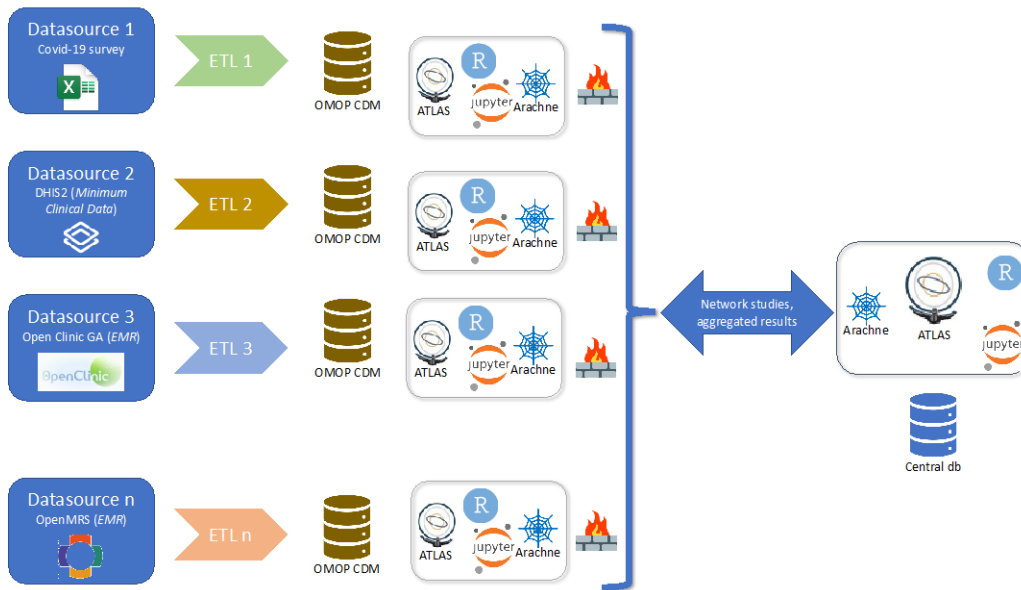 Datasource 1
Covid-19 survey
X
ETL 1
OMOP CDM
R
ATLAS
jupyter
Arachne
Datasource 2
DHIS2 (Minimum
Clinical Data)
ETL 2
OMOP CDM
R
ATLAS
jupyter
Arachne
Network studies,
aggregated results
R
Arachne
ATLAS
jupyter
Datasource 3
Open Clinic GA (EMR)
OpenClinic
ETL 3
OMOP CDM
R
ATLAS
jupyter
Arachne
Central db
Datasource n
OpenMRS (EMR)
ETL n
OMOP CDM
R
ATLAS
jupyter
Arachne